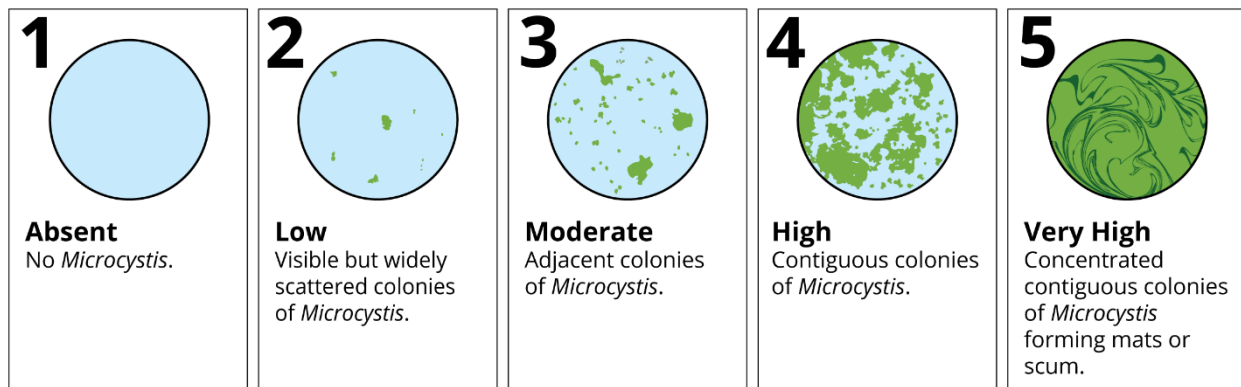 1
Absent
No Microcystis.
2
Low
Visible but widely
scattered colonies
of Microcystis.
3
Moderate
Adjacent colonies
of Microcystis.
4
High
Contiguous colonies
of Microcystis.
5
Very High
Concentrated
contiguous colonies
of Microcystis
forming mats or
scum.